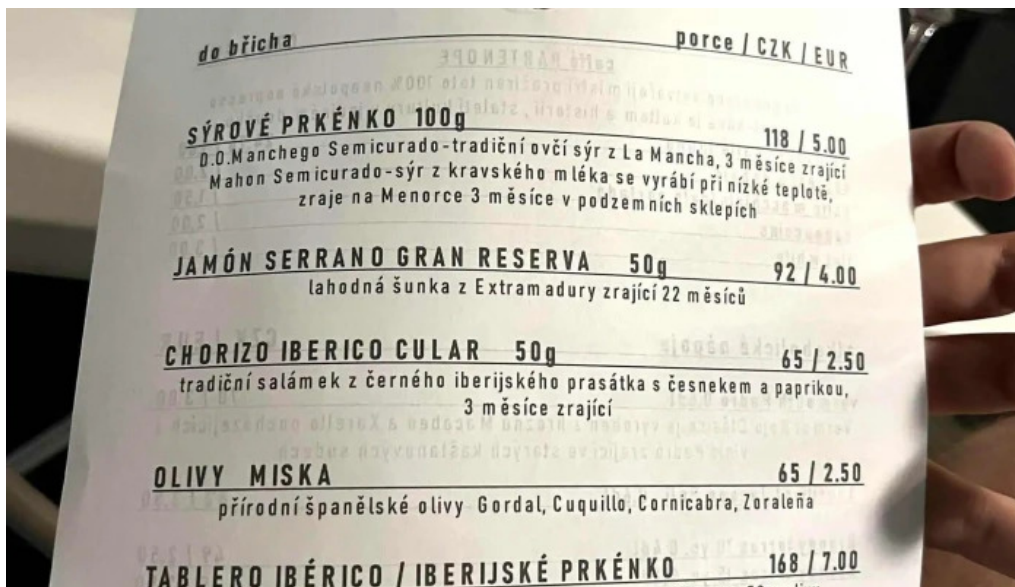 do břicha porce / CZK / EUR
SÝROVÉ PRKÉNKO 100g 118 / 5.00
D.O.Manchego Semicurado-tradiční ovčí sýr z La Mancha, 3 měsíce zrající
Mahon Semicurado-sýr z kravského mléka se vyrábí při nízké teplotě,
zraje na Menorce 3 měsíce v podzemních sklepích
JAMÓN SERRANO GRAN RESERVA 50g 92 / 4.00
lahodná šunka z Extramadury zrající 22 měsíců
CHORIZO IBERICO CULAR 50g 65 / 2.50
tradiční salámek z černého iberijského prasátka s česnekem a paprikou,
3 měsíce zrající
OLIVY MISKA 65 / 2.50
přírodní španělské olivy Gordal, Cuquillo, Cornicabra, Zoraleña
TABLERO IBÉRICO / IBERIJSKÉ PRKÉNKO 168 / 7.00